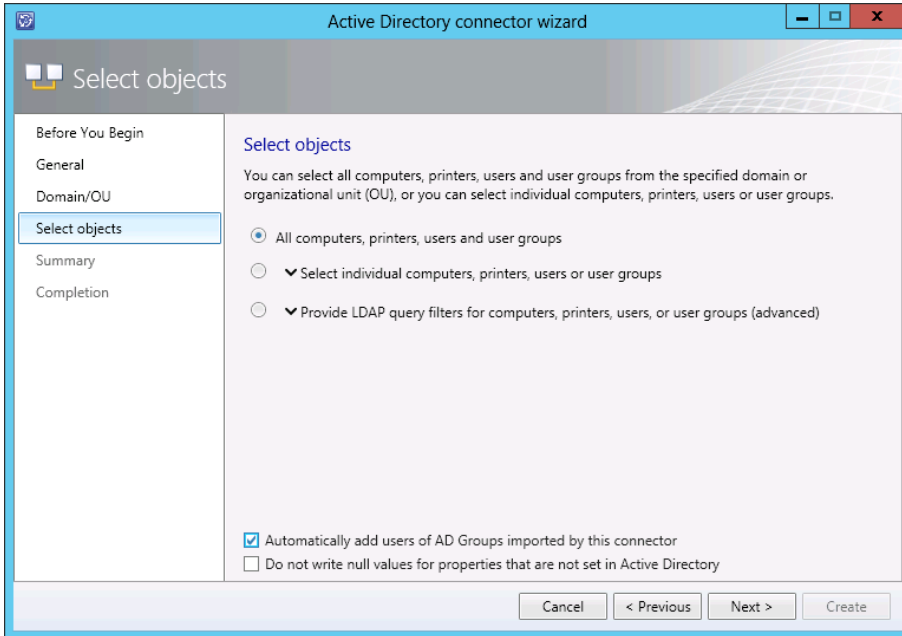 Active Directory connector wizard
Select objects
Before You Begin
General
Domain/OU
Select objects
Summary
Completion
Select objects
You can select all computers, printers, users and user groups from the specified domain or
organizational unit (OU), or you can select individual computers, printers, users or user groups.
All computers, printers, users and user groups
Select individual computers, printers, users or user groups
Provide LDAP query filters for computers, printers, users, or user groups (advanced)
Automatically add users of AD Groups imported by this connector
Do not write null values for properties that are not set in Active Directory
Cancel
< Previous
Next >
Create